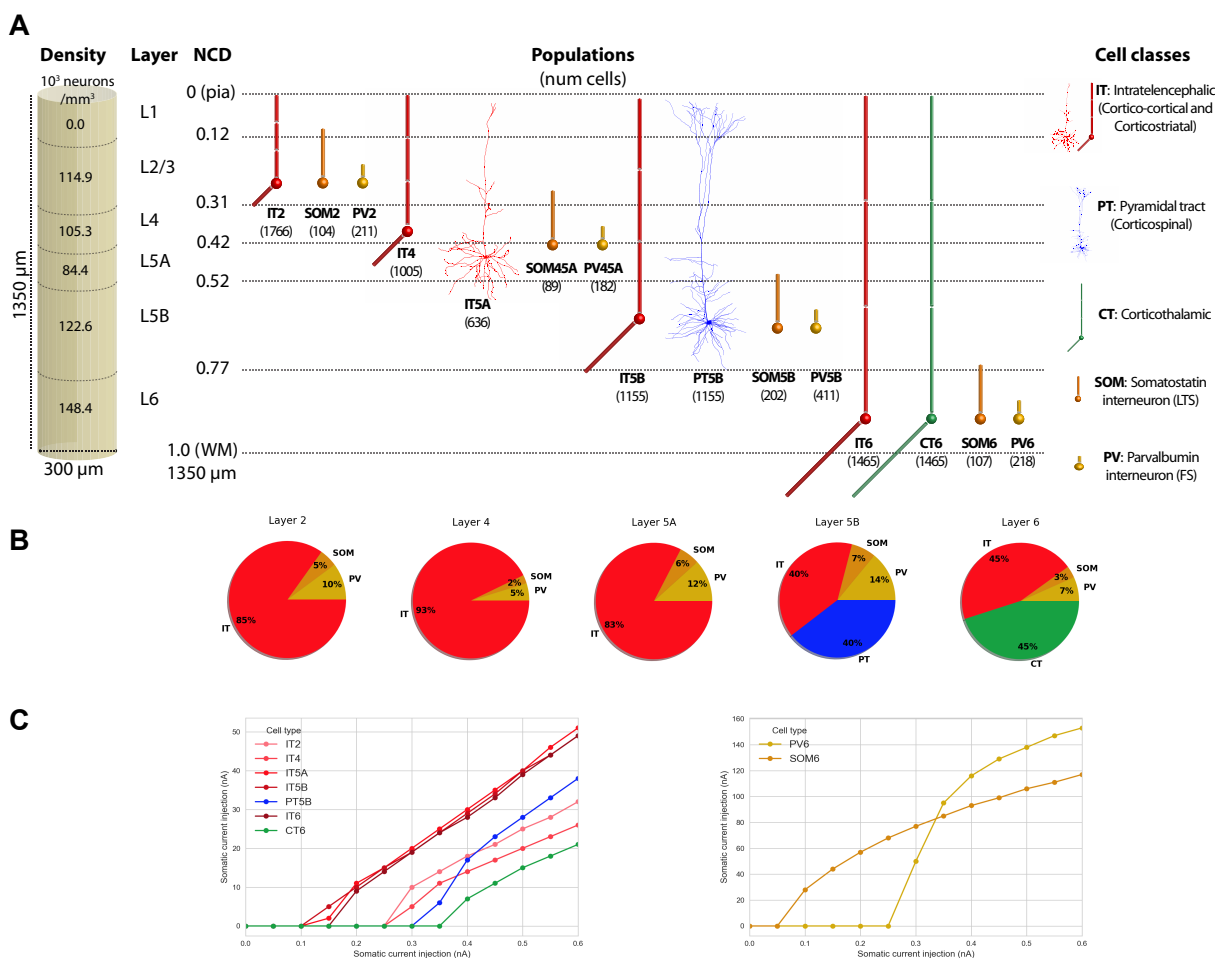 A
Density
Layer
NCD
Populations
(num cells)
Cell classes
10³ neurons
/mm³
0.0
114.9
105.3
84.4
122.6
148.4
1350 µm
300 µm
L1
L2/3
L4
L5A
L5B
L6
0 (pia)
0.12
0.31
0.42
0.52
0.77
1.0 (WM)
1350 µm
IT2
(1766)
SOM2
(104)
PV2
(211)
IT4
(1005)
IT5A
(636)
SOM45A
(89)
PV45A
(182)
IT5B
(1155)
PT5B
(1155)
SOM5B
(202)
PV5B
(411)
IT6
(1465)
CT6
(1465)
SOM6
(107)
PV6
(218)
IT: Intratelencephalic
(Cortico-cortical and
Corticostriatal)
PT: Pyramidal tract
(Corticospinal)
CT: Corticothalamic
SOM: Somatostatin
interneuron (LTS)
PV: Parvalbumin
interneuron (FS)
B
Layer 2
SOM
5%
PV
10%
IT
85%
Layer 4
SOM
2%
PV
5%
IT
93%
Layer 5A
SOM
6%
PV
12%
IT
83%
Layer 5B
SOM
7%
PV
14%
IT
40%
40%
PT
Layer 6
IT
45%
SOM
3%
PV
7%
45%
CT
C
Somatic current injection (nA)
50
40
30
20
10
0
Cell type
IT2
IT4
IT5A
IT5B
PT5B
IT6
CT6
0.0 0.1 0.2 0.3 0.4 0.5 0.6
Somatic current injection (nA)
Somatic current injection (nA)
160
140
120
100
80
60
40
20
0
Cell type
PV6
SOM6
0.0 0.1 0.2 0.3 0.4 0.5 0.6
Somatic current injection (nA)